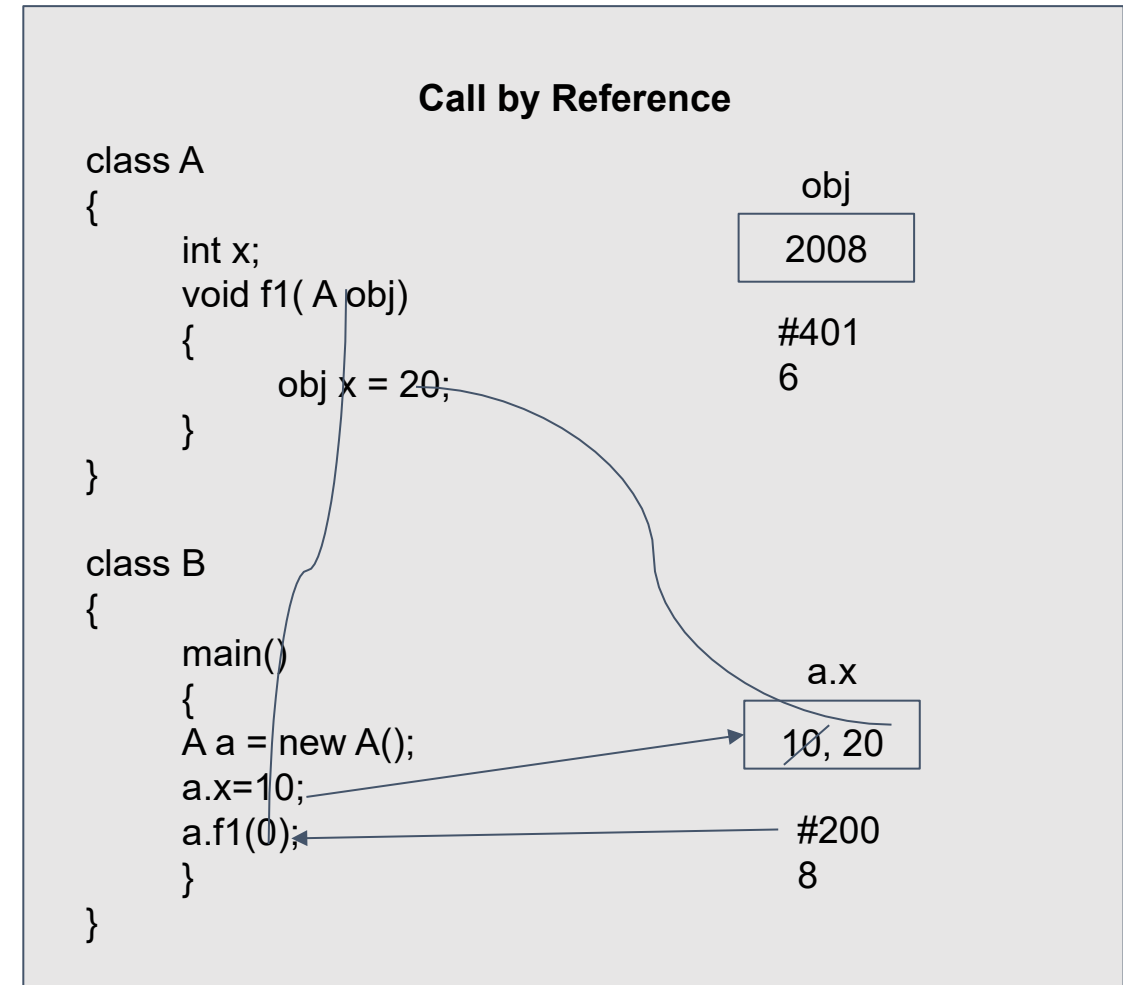 Call by Reference
class A
{
int x;
void f1( A obj)
{
obj x = 20;
}
}
class B
{
main()
{
A a = new A();
a.x=10;
a.f1(0);
}
}
obj
2008
#401
6
a.x
10, 20
#200
8